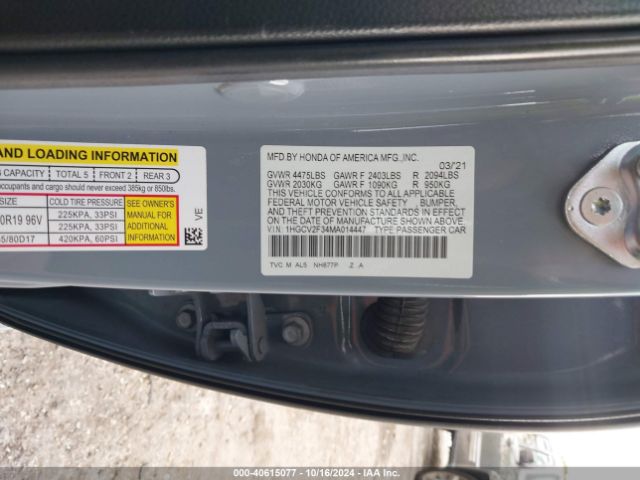 AND LOADING INFORMATION
G CAPACITY TOTAL 5 FRONT 2 REAR 3
occupants and cargo should never exceed 385kg or 850lbs.
SIZE COLD TIRE PRESSURE
0R19 96V 225KPA, 33PSI
225KPA, 33PSI
5/80D17 420KPA, 60PSI
SEE OWNER'S
MANUAL FOR
ADDITIONAL
INFORMATION
VE
MFD.BY HONDA OF AMERICA MFG.,INC.
03/21
GVWR 4475LBS GAWR F 2403LBS R 2094LBS
GVWR 2030KG GAWR F 1090KG R 950KG
THIS VEHICLE CONFORMS TO ALL APPLICABLE
FEDERAL MOTOR VEHICLE SAFETY, BUMPER,
AND THEFT PREVENTION STANDARDS IN EFFECT
ON THE DATE OF MANUFACTURE SHOWN ABOVE.
V.I.N. 1HGCV2F34MA014447 TYPE PASSENGER CAR
TVC M AL5 NH877P Z A
000-40615077 - 10/16/2024 - IAA, LLC